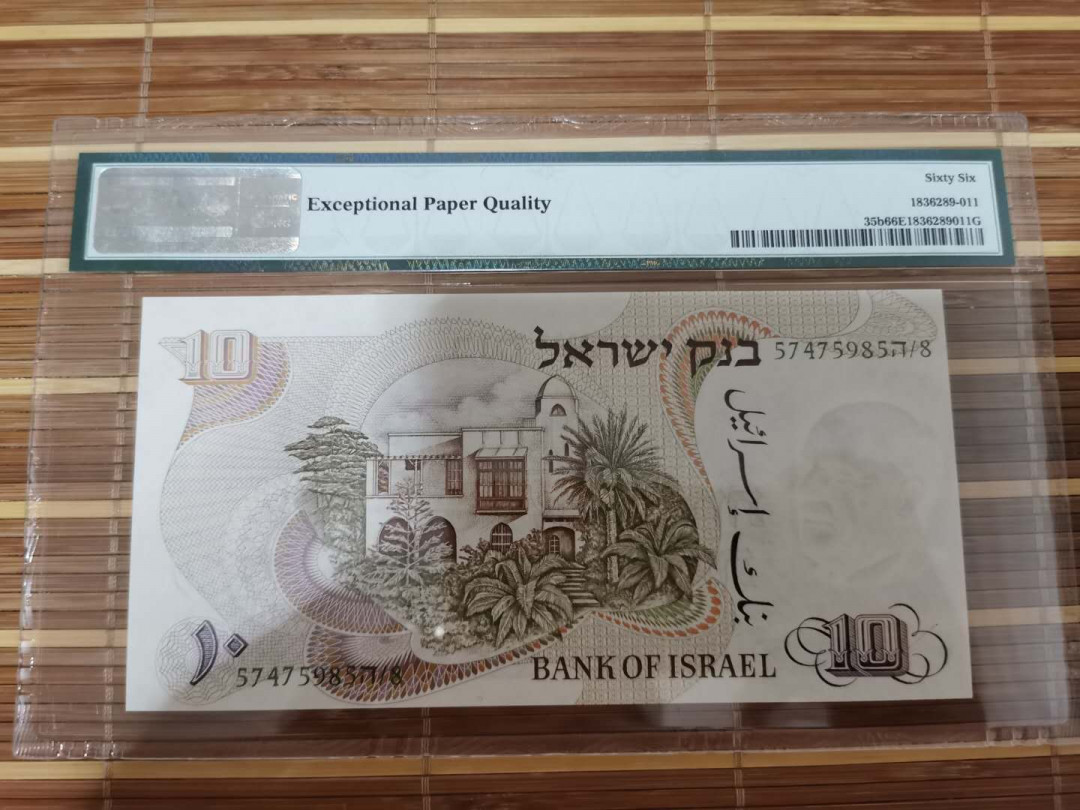 Exceptional Paper Quality
Sixty Six
1836289-011
35b66E1836289011G
10
בנק ישראל
57475985ה/8
بنك إسرائيل
١٠
57475985ה/8
BANK OF ISRAEL
10